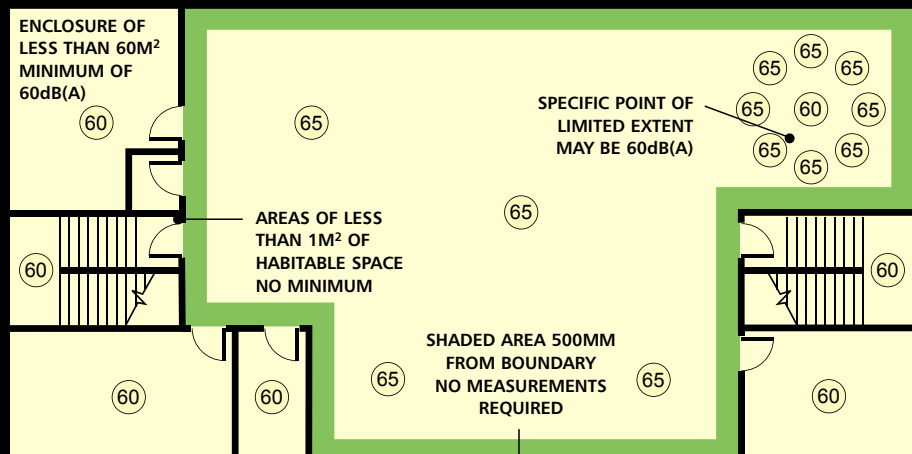 ENCLOSURE OF
LESS THAN 60M²
MINIMUM OF
60dB(A)
60
65
65
65
65
SPECIFIC POINT OF
LIMITED EXTENT
MAY BE 60dB(A)
65
60
65
65
65
65
65
AREAS OF LESS
THAN 1M² OF
HABITABLE SPACE
NO MINIMUM
60
60
SHADED AREA 500MM
FROM BOUNDARY
NO MEASUREMENTS
REQUIRED
65
65
60
60
60